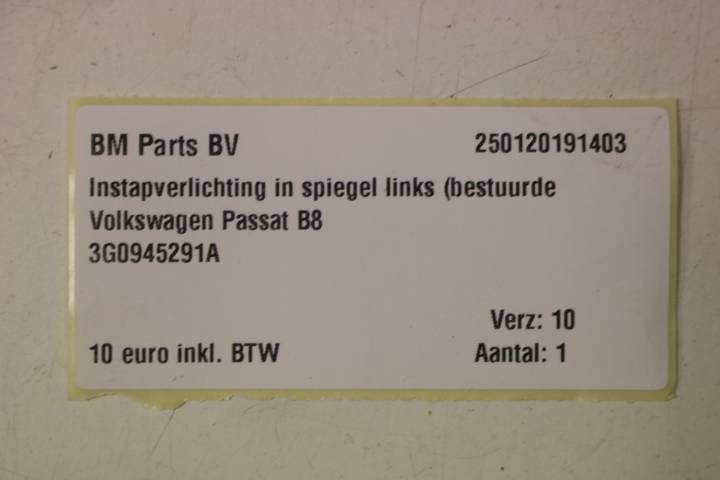 BM Parts BV 250120191403
Instapverlichting in spiegel links (bestuurde
Volkswagen Passat B8
3G0945291A
Verz: 10
10 euro inkl. BTW Aantal: 1